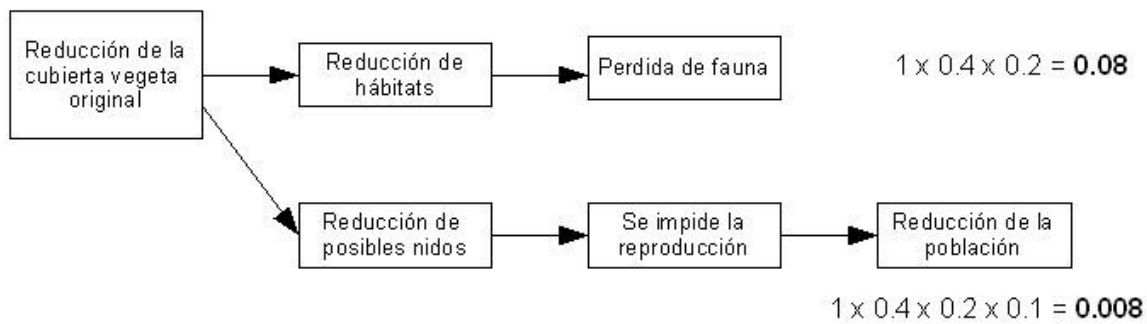 Reducción de la
cubierta vegeta
original
Reducción de
hábitats
Perdida de fauna
1 x 0.4 x 0.2 = 0.08
Reducción de
posibles nidos
Se impide la
reproducción
Reducción de la
población
1 x 0.4 x 0.2 x 0.1 = 0.008